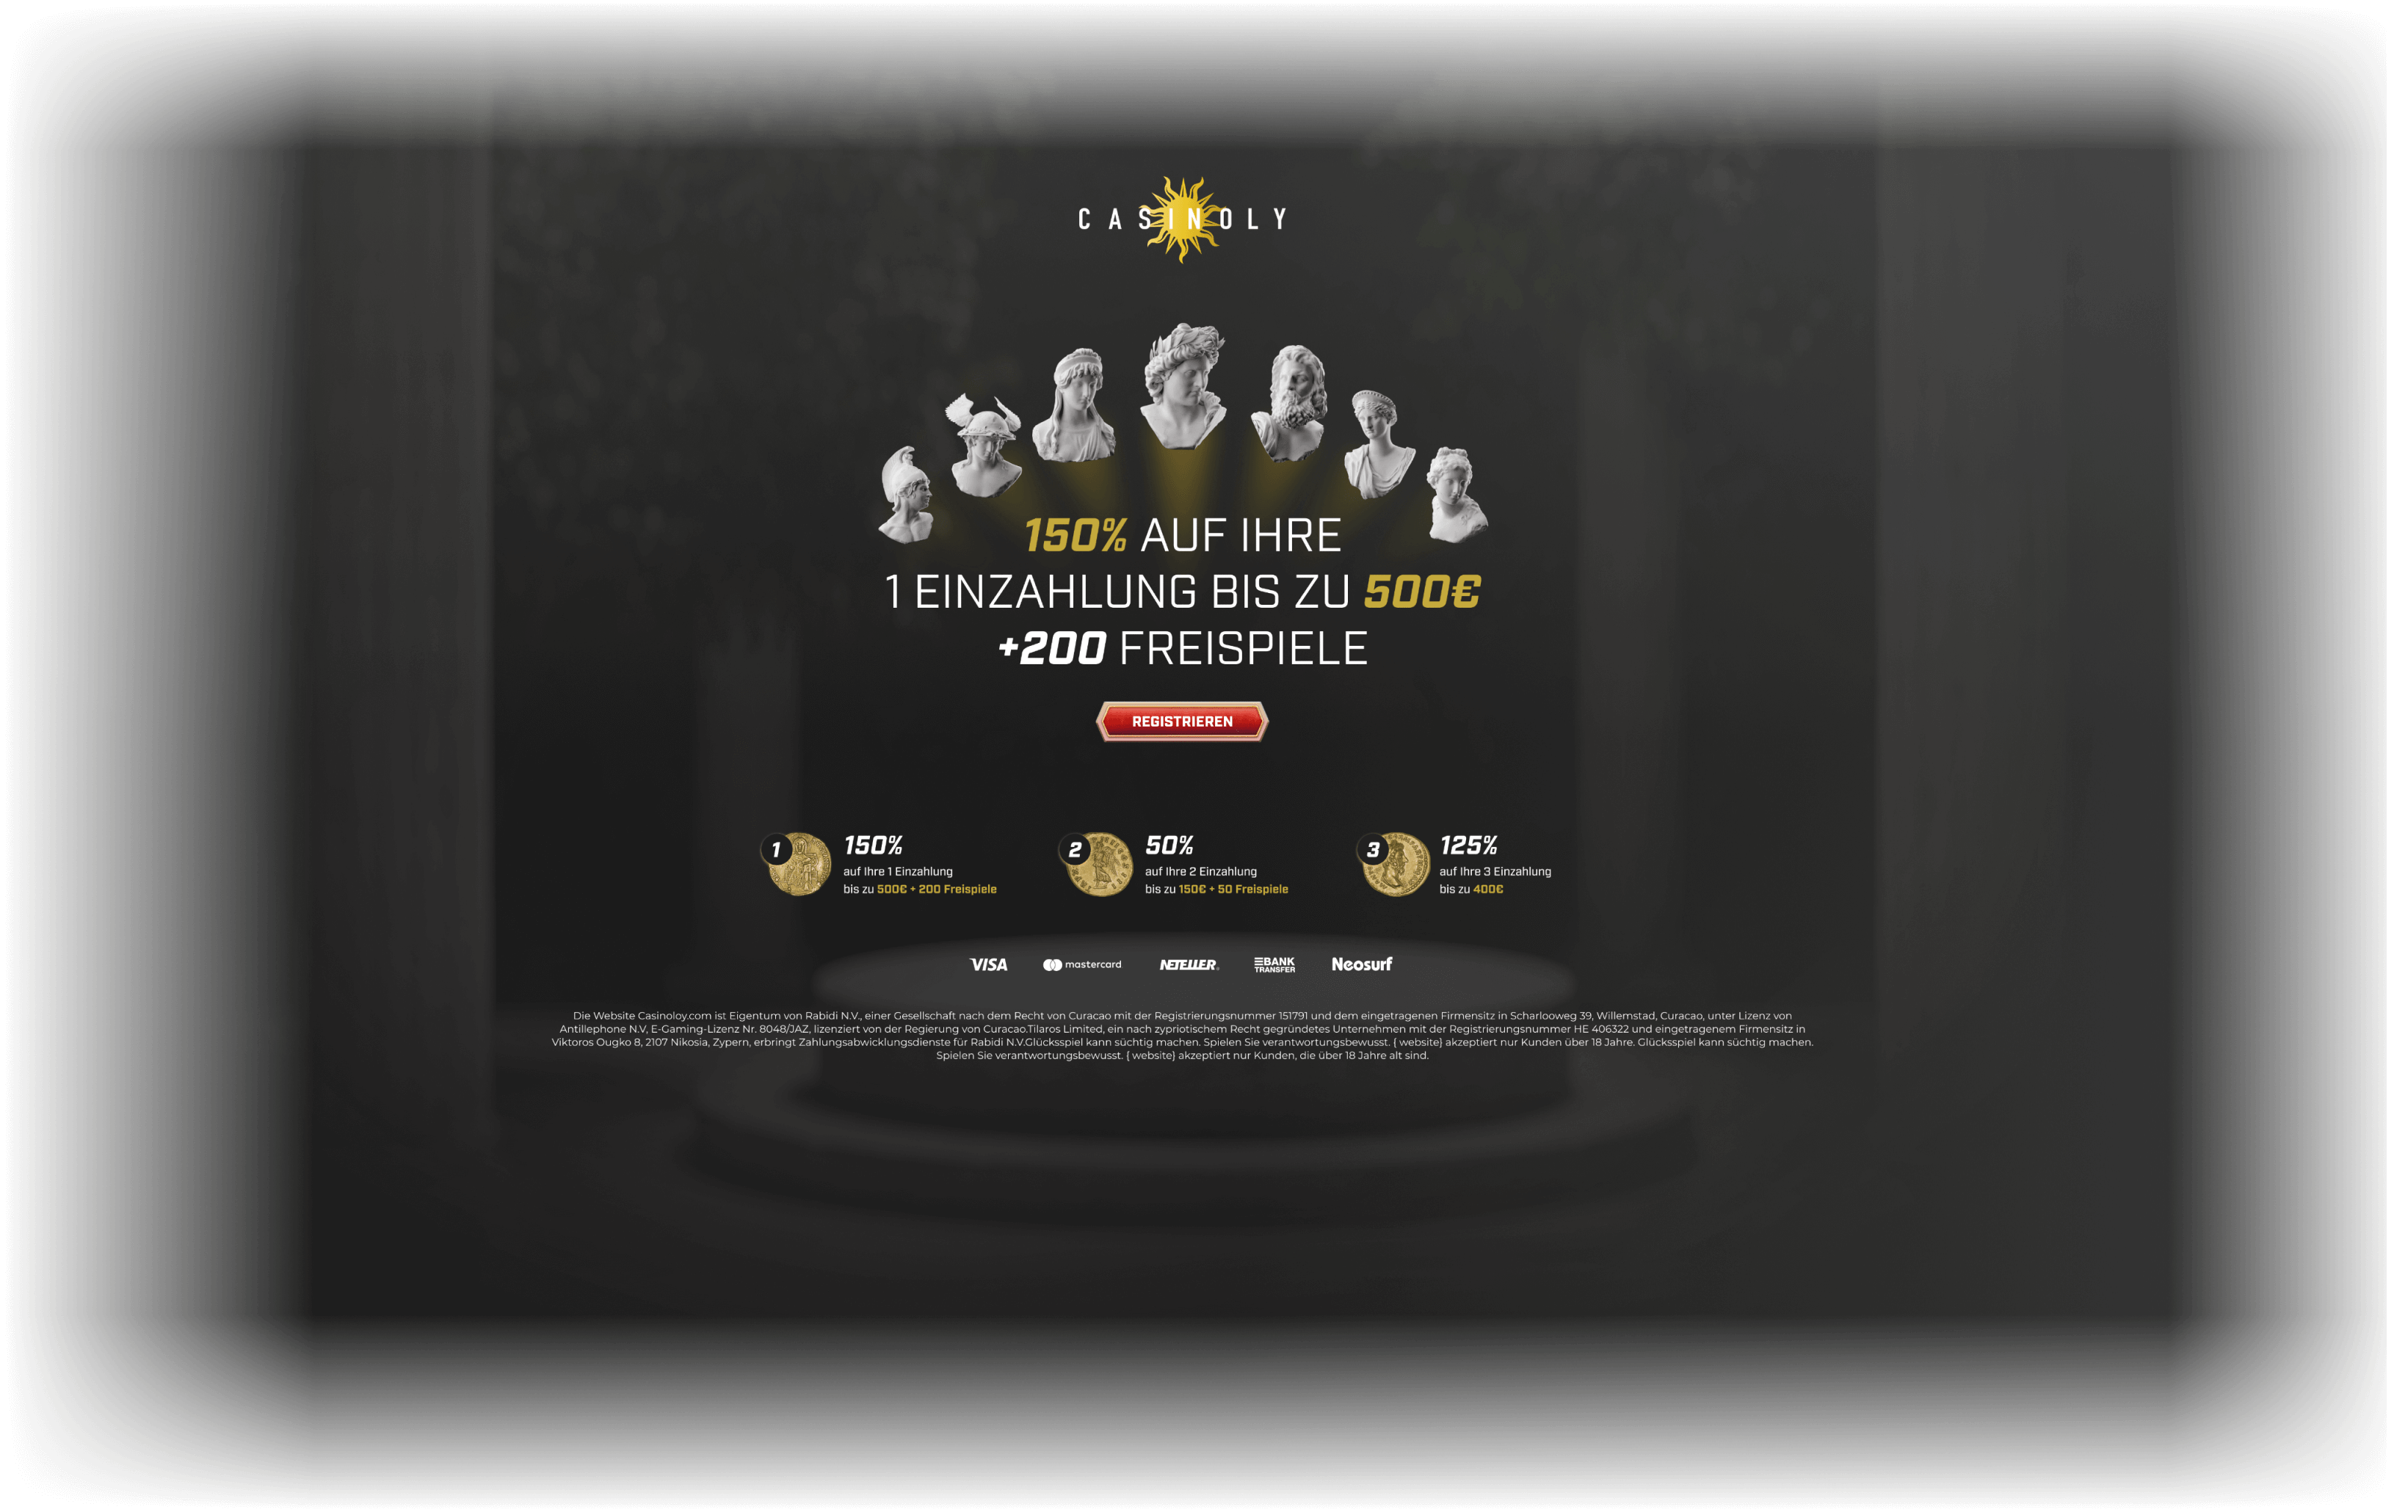 CASINOLY
150% AUF IHRE
1 EINZAHLUNG BIS ZU 500€
+200 FREISPIELE
REGISTRIEREN
1
150%
auf Ihre 1 Einzahlung
bis zu 500€ + 200 Freispiele
2
50%
auf Ihre 2 Einzahlung
bis zu 150€ + 50 Freispiele
3
125%
auf Ihre 3 Einzahlung
bis zu 400€
VISA mastercard NETELLER BANK TRANSFER Neosurf
Die Website Casinoloy.com ist Eigentum von Rabidi N.V., einer Gesellschaft nach dem Recht von Curacao mit der Registrierungsnummer 151791 und dem eingetragenen Firmensitz in Scharlooweg 39, Willemstad, Curacao, unter Lizenz von
Antillephone N.V, E-Gaming-Lizenz Nr. 8048/JAZ, lizenziert von der Regierung von Curacao.Tilaros Limited, ein nach zypriotischem Recht gegründetes Unternehmen mit der Registrierungsnummer HE 406322 und eingetragenem Firmensitz in
Viktoros Ougko 8, 2107 Nikosia, Zypern, erbringt Zahlungsabwicklungsdienste für Rabidi N.V.Glücksspiel kann süchtig machen. Spielen Sie verantwortungsbewusst. { website} akzeptiert nur Kunden über 18 Jahre. Glücksspiel kann süchtig machen.
Spielen Sie verantwortungsbewusst. { website} akzeptiert nur Kunden, die über 18 Jahre alt sind.